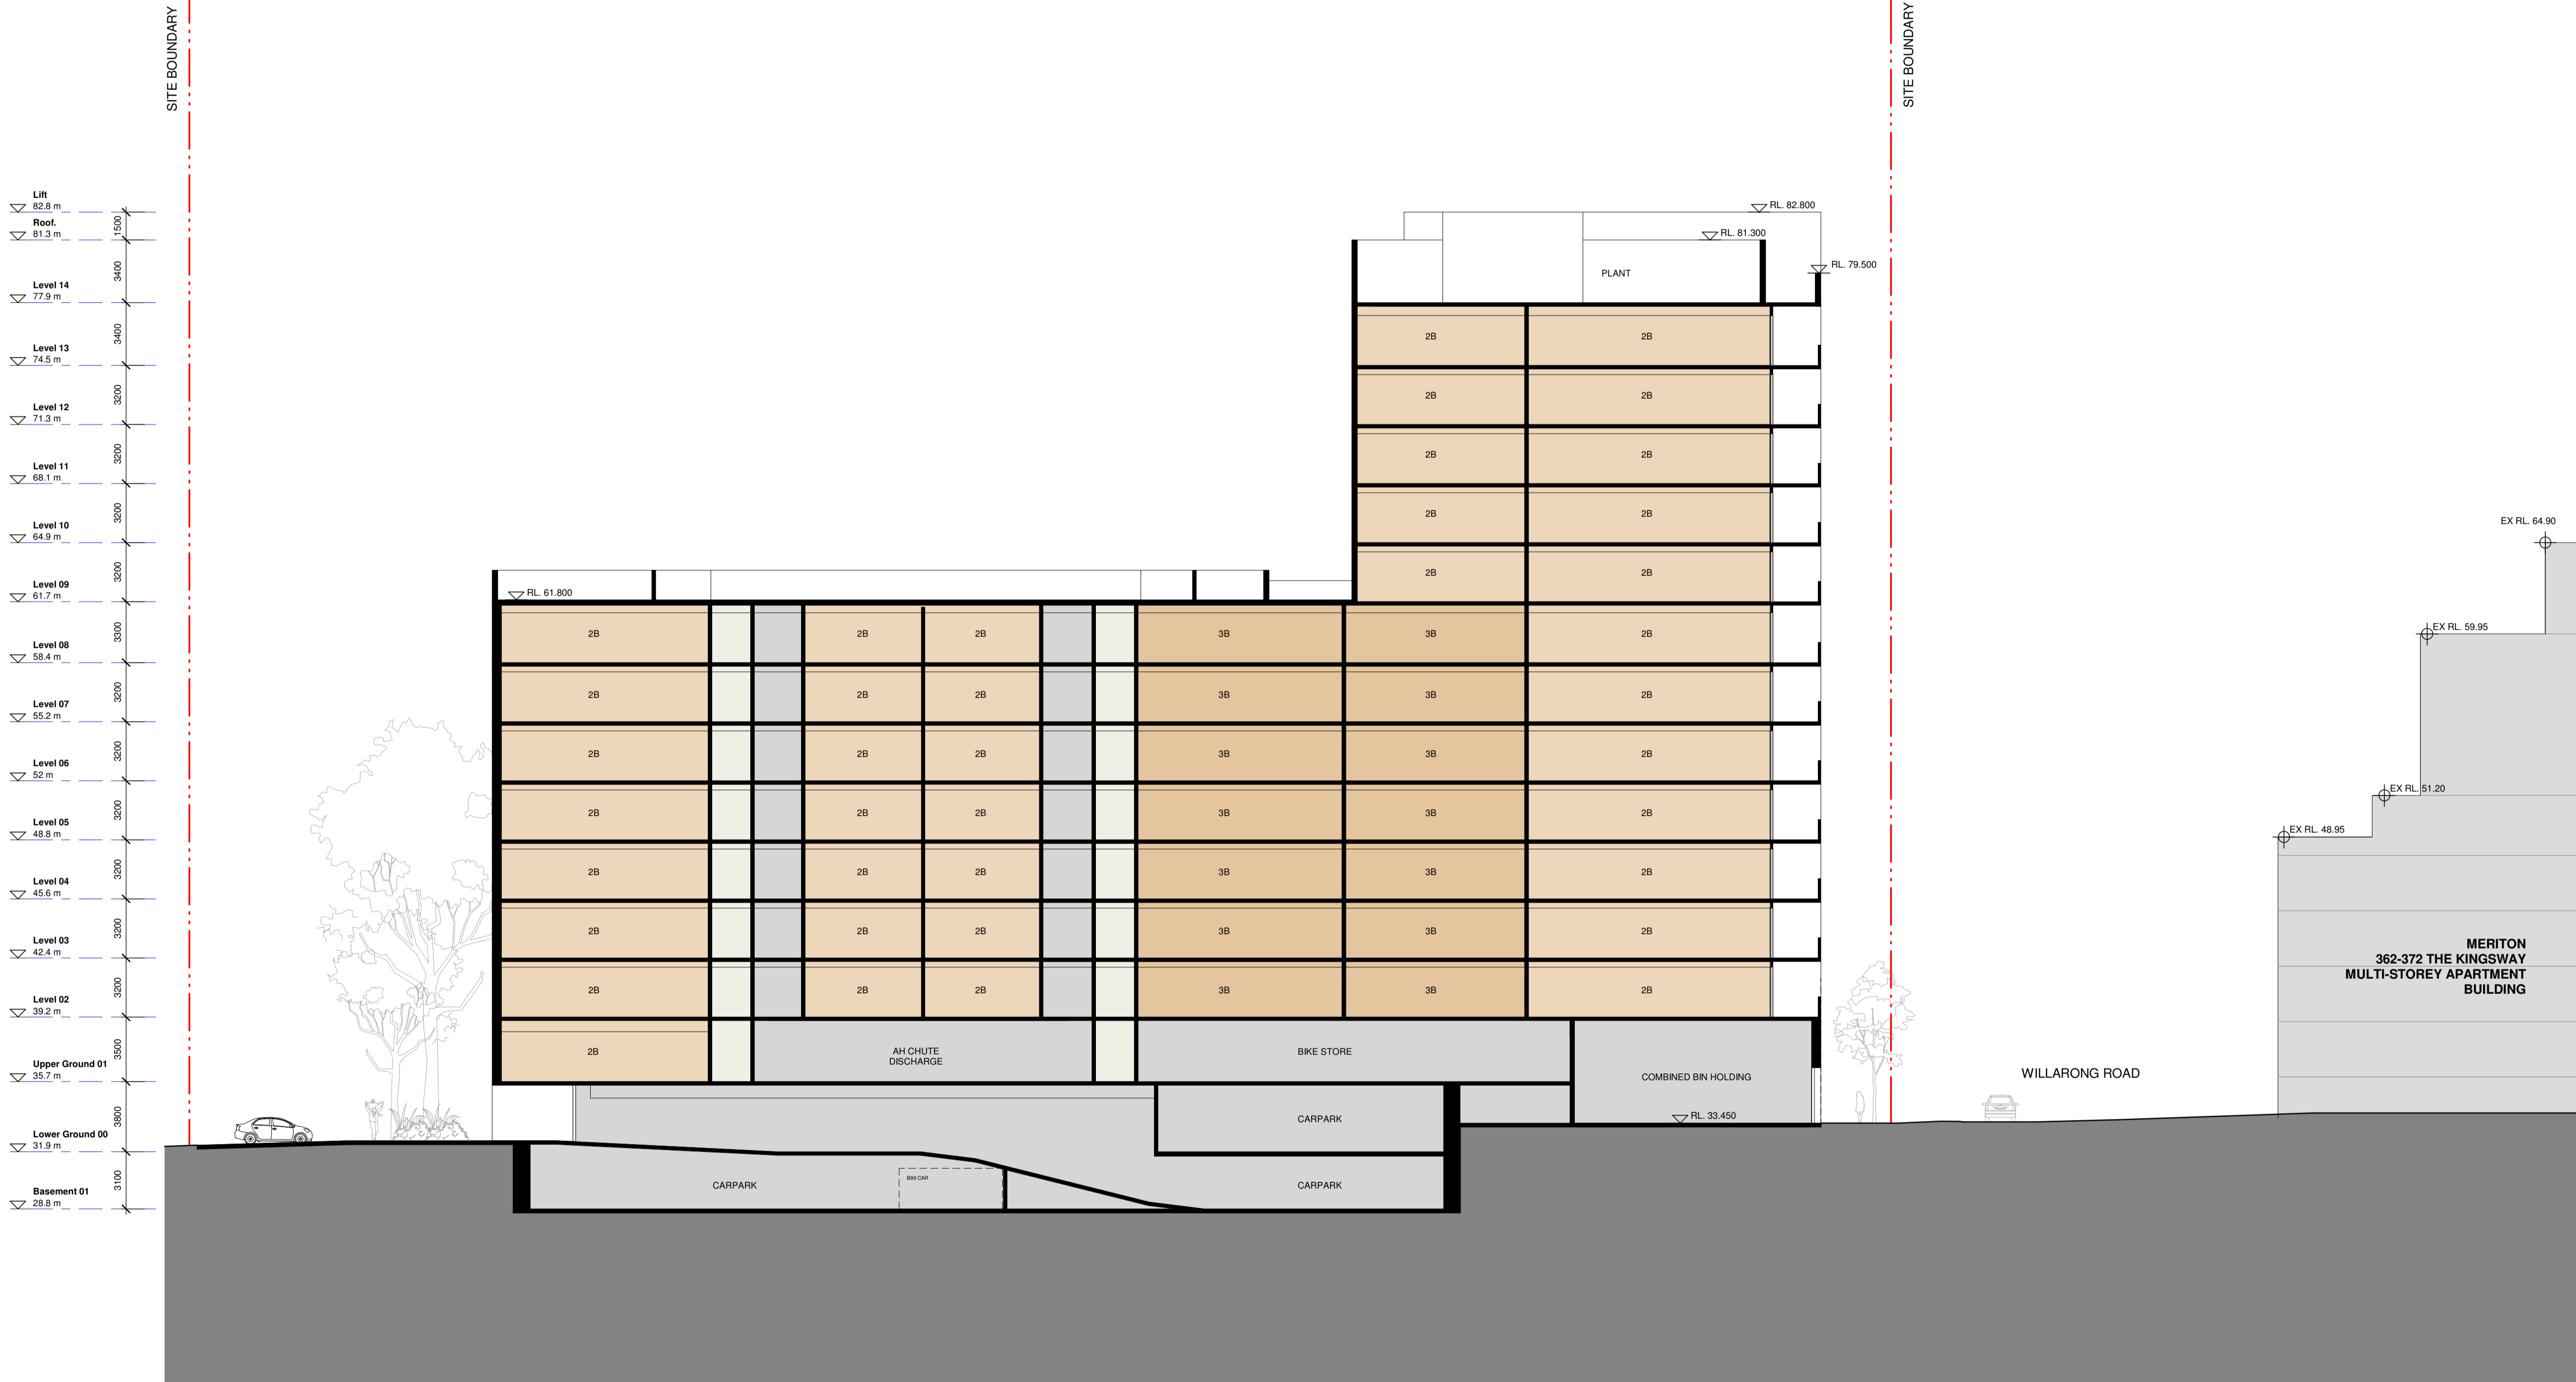 SITE BOUNDARY
SITE BOUNDARY
Lift
82.8 m
1500
Roof.
81.3 m
3400
Level 14
77.9 m
3400
Level 13
74.5 m
3200
Level 12
71.3 m
3200
Level 11
68.1 m
3200
Level 10
64.9 m
3200
Level 09
61.7 m
3300
Level 08
58.4 m
3200
Level 07
55.2 m
3200
Level 06
52 m
3200
Level 05
48.8 m
3200
Level 04
45.6 m
3200
Level 03
42.4 m
3200
Level 02
39.2 m
3500
Upper Ground 01
35.7 m
3800
Lower Ground 00
31.9 m
3100
Basement 01
28.8 m
RL. 82.800
RL. 81.300
RL. 79.500
PLANT
2B 2B
2B 2B
2B 2B
2B 2B
2B 2B
RL. 61.800
2B 2B 2B 3B 3B 2B
2B 2B 2B 3B 3B 2B
2B 2B 2B 3B 3B 2B
2B 2B 2B 3B 3B 2B
2B 2B 2B 3B 3B 2B
2B 2B 2B 3B 3B 2B
2B 2B 2B 3B 3B 2B
2B
AH CHUTE
DISCHARGE
BIKE STORE
COMBINED BIN HOLDING
RL. 33.450
CARPARK
CARPARK
B99 CAR
CARPARK
WILLARONG ROAD
EX RL. 64.90
EX RL. 59.95
EX RL. 51.20
EX RL. 48.95
MERITON
362-372 THE KINGSWAY
MULTI-STOREY APARTMENT
BUILDING